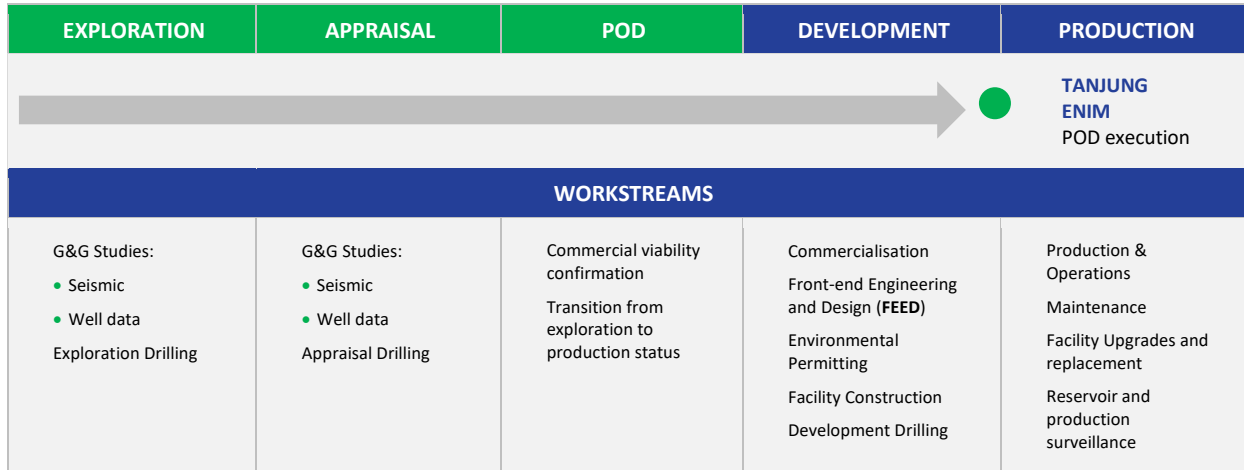 EXPLORATION
APPRAISAL
POD
DEVELOPMENT
PRODUCTION
TANJUNG
ENIM
POD execution
WORKSTREAMS
G&G Studies:
• Seismic
• Well data
Exploration Drilling
G&G Studies:
• Seismic
• Well data
Appraisal Drilling
Commercial viability
confirmation
Transition from
exploration to
production status
Commercialisation
Front-end Engineering
and Design (FEED)
Environmental
Permitting
Facility Construction
Development Drilling
Production &
Operations
Maintenance
Facility Upgrades and
replacement
Reservoir and
production
surveillance